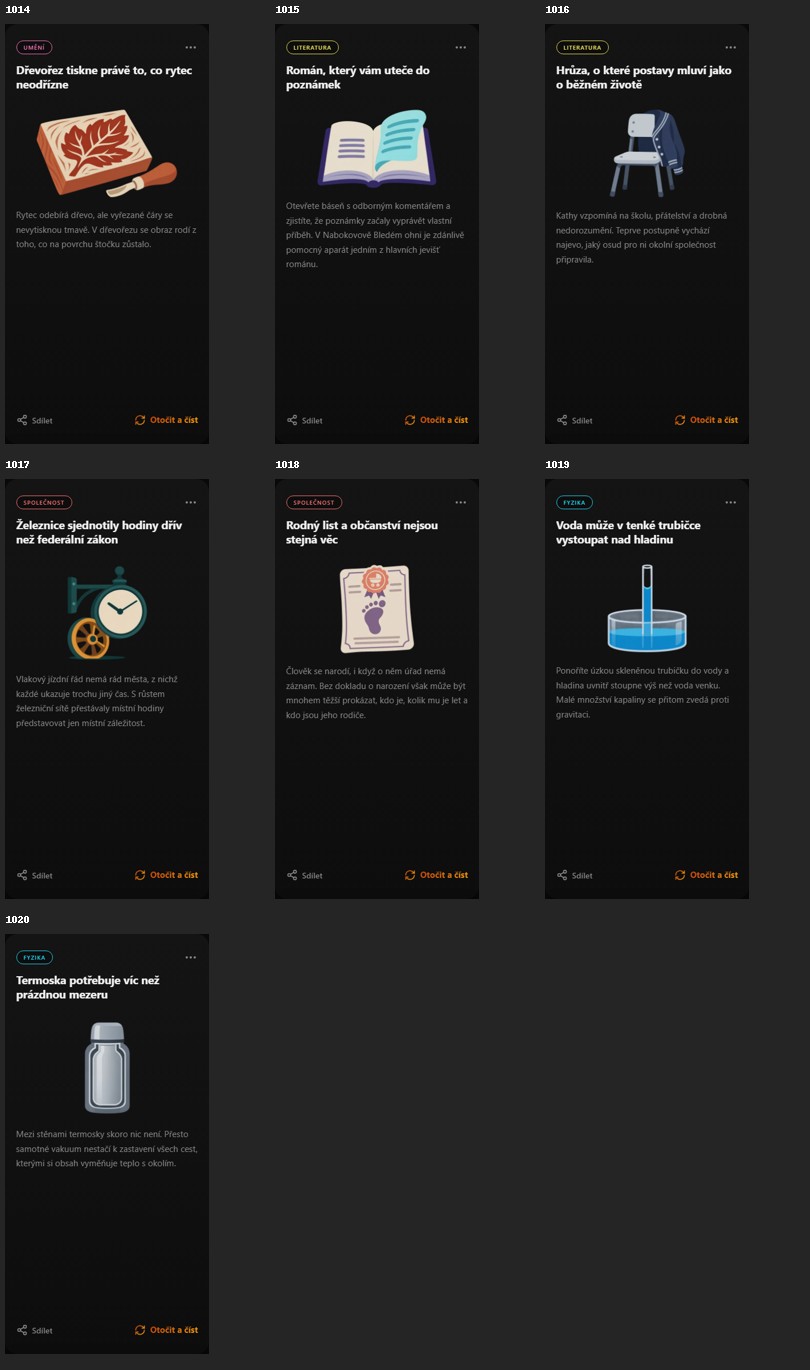 1014
UMĚNÍ
Dřevořez tiskne právě to, co rytec
neodřízne
Rytec odebírá dřevo, ale vyřezané čáry se
nevytisknou tmavě. V dřevořezu se obraz rodí z
toho, co na povrchu štočku zůstalo.
Sdílet
Otočit a číst
1015
LITERATURA
Román, který vám uteče do
poznámek
Otevřete báseň s odborným komentářem a
zjistíte, že poznámky začaly vyprávět vlastní
příběh. V Nabokovově Bledém ohni je zdánlivě
pomocný aparát jedním z hlavních jevišť
románu.
Sdílet
Otočit a číst
1016
LITERATURA
Hrůza, o které postavy mluví jako
o běžném životě
Kathy vzpomíná na školu, přátelství a drobná
nedorozumění. Teprve postupně vychází
najevo, jaký osud pro ni okolní společnost
připravila.
Sdílet
Otočit a číst
1017
SPOLEČNOST
Železnice sjednotily hodiny dřív
než federální zákon
Vlakový jízdní řád nemá rád města, z nichž
každé ukazuje trochu jiný čas. S růstem
železniční sítě přestávaly místní hodiny
představovat jen místní záležitost.
Sdílet
Otočit a číst
1018
SPOLEČNOST
Rodný list a občanství nejsou
stejná věc
Člověk se narodí, i když o něm úřad nemá
záznam. Bez dokladu o narození však může být
mnohem těžší prokázat, kdo je, kolik mu je let a
kdo jsou jeho rodiče.
Sdílet
Otočit a číst
1019
FYZIKA
Voda může v tenké trubičce
vystoupat nad hladinu
Ponoříte úzkou skleněnou trubičku do vody a
hladina uvnitř stoupne výš než voda venku.
Malé množství kapaliny se přitom zvedá proti
gravitaci.
Sdílet
Otočit a číst
1020
FYZIKA
Termoska potřebuje víc než
prázdnou mezeru
Mezi stěnami termosky skoro nic není. Přesto
samotné vakuum nestačí k zastavení všech cest,
kterými si obsah vyměňuje teplo s okolím.
Sdílet
Otočit a číst